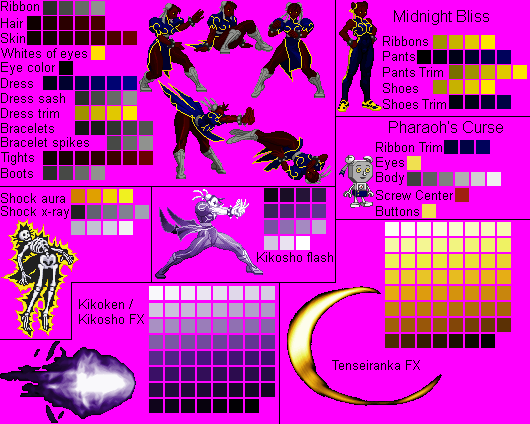 Ribbon
Hair
Skin
Whites of eyes
Eye color
Dress
Dress sash
Dress trim
Bracelets
Bracelet spikes
Tights
Boots
Midnight Bliss
Ribbons
Pants
Pants Trim
Shoes
Shoes Trim
Pharaoh's Curse
Ribbon Trim
Eyes
Body
Screw Center
Buttons
Shock aura
Shock x-ray
Kikosho flash
Kikoken /
Kikosho FX
Tenseiranka FX